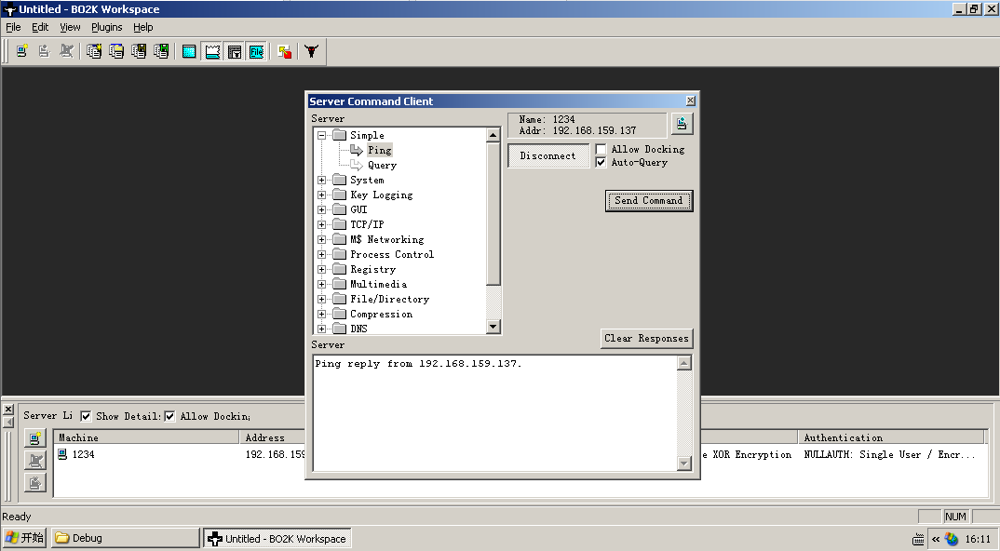 Untitled - BO2K Workspace
File Edit View Plugins Help
Server Command Client
Server
Simple
Ping
Query
System
Key Logging
GUI
TCP/IP
M$ Networking
Process Control
Registry
Multimedia
File/Directory
Compression
DNS
Name: 1234
Addr: 192.168.159.137
Disconnect
Allow Docking
Auto-Query
Send Command
Clear Responses
Server
Ping reply from 192.168.159.137.
Server Li Show Detail: Allow Dockin;
Machine Address Authentication
1234 192.168.159 e XOR Encryption NULLAUTH: Single User / Encr...
Ready NUM
开始 Debug Untitled - BO2K Workspace « 16:11